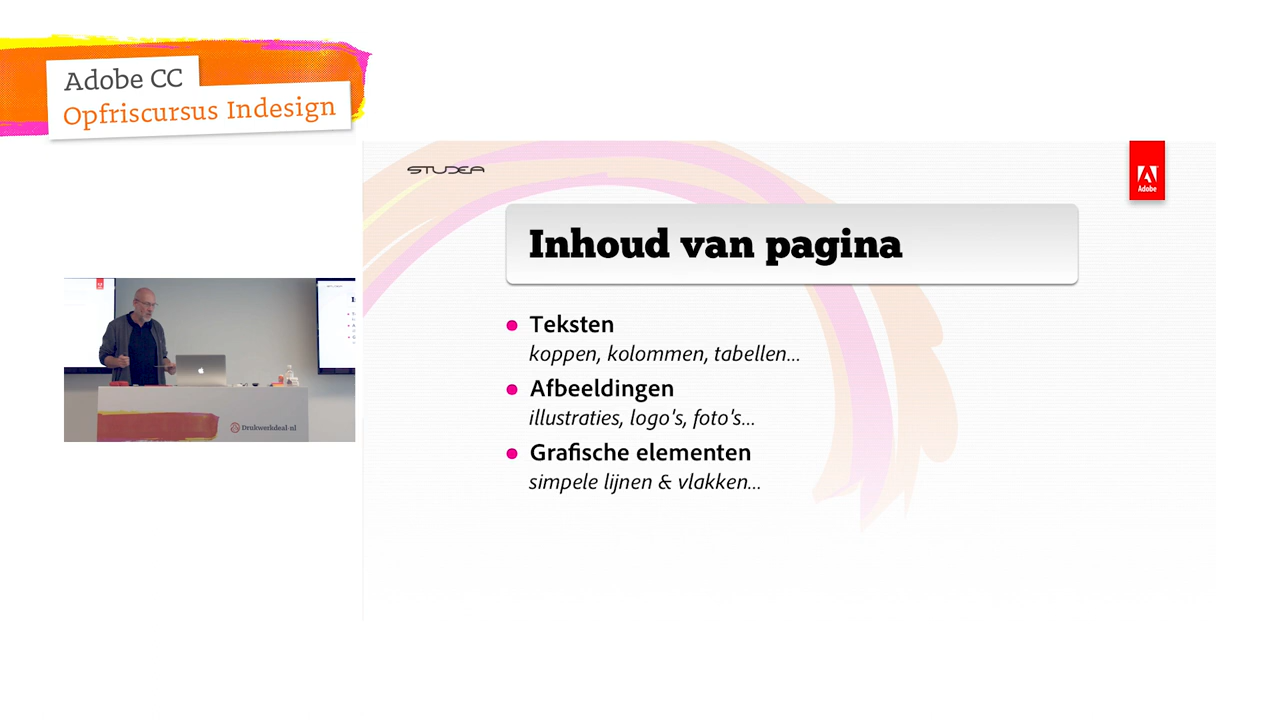 Adobe CC
Opfriscursus Indesign
STUDEA
Adobe
Inhoud van pagina
Teksten
koppen, kolommen, tabellen...
Afbeeldingen
illustraties, logo's, foto's...
Grafische elementen
simpele lijnen & vlakken...
Drukwerkdeal.nl